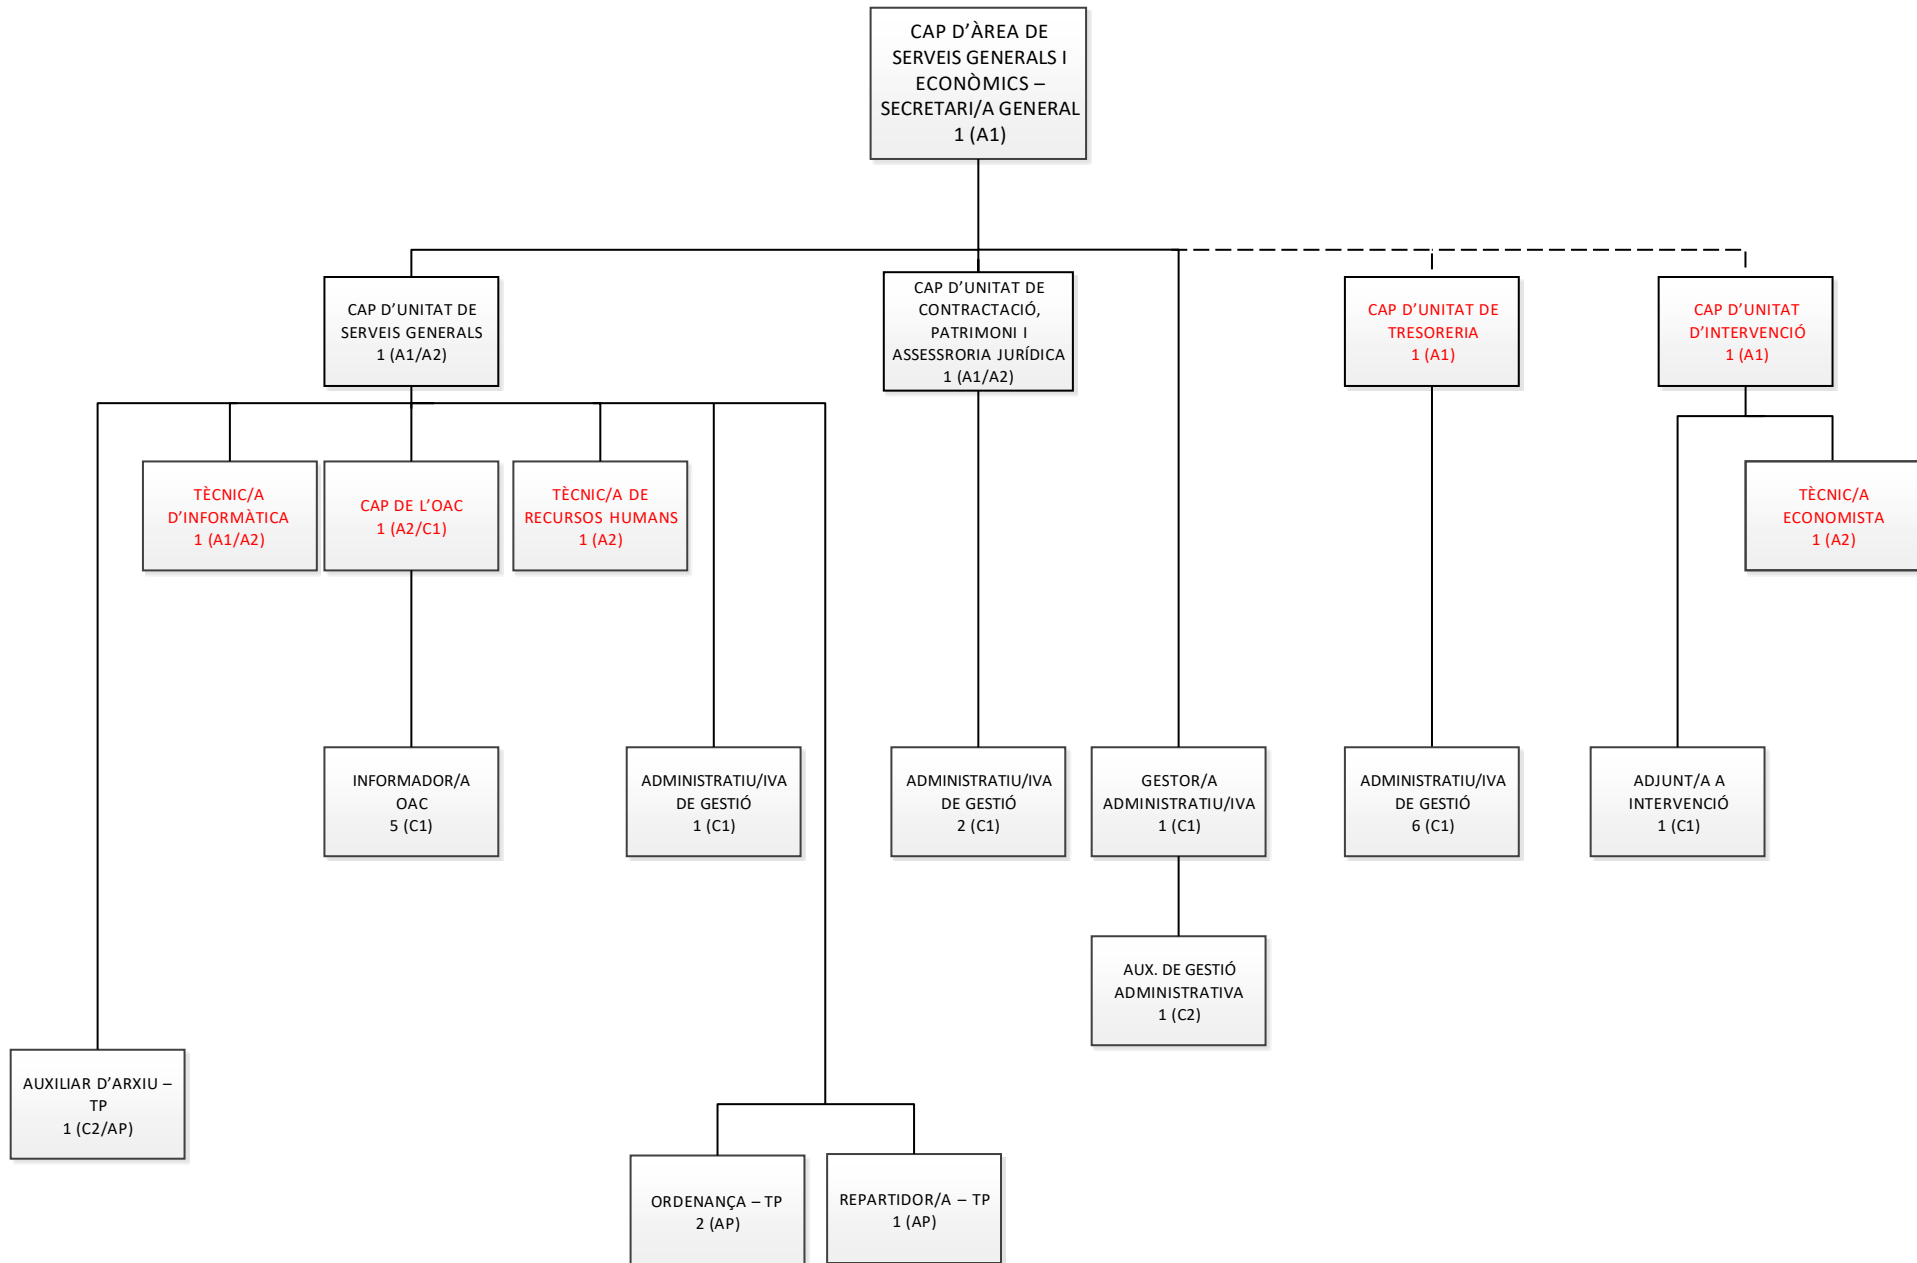 CAP D'ÀREA DE
SERVEIS GENERALS I
ECONÒMICS –
SECRETARI/A GENERAL
1 (A1)
CAP D'UNITAT DE
SERVEIS GENERALS
1 (A1/A2)
CAP D'UNITAT DE
CONTRACTACIÓ,
PATRIMONI I
ASSESSRORIA JURÍDICA
1 (A1/A2)
CAP D'UNITAT DE
TRESORERIA
1 (A1)
CAP D'UNITAT
D'INTERVENCIÓ
1 (A1)
TÈCNIC/A
D'INFORMÀTICA
1 (A1/A2)
CAP DE L'OAC
1 (A2/C1)
TÈCNIC/A DE
RECURSOS HUMANS
1 (A2)
TÈCNIC/A
ECONOMISTA
1 (A2)
INFORMADOR/A
OAC
5 (C1)
ADMINISTRATIU/IVA
DE GESTIÓ
1 (C1)
ADMINISTRATIU/IVA
DE GESTIÓ
2 (C1)
GESTOR/A
ADMINISTRATIU/IVA
1 (C1)
ADMINISTRATIU/IVA
DE GESTIÓ
6 (C1)
ADJUNT/A A
INTERVENCIÓ
1 (C1)
AUX. DE GESTIÓ
ADMINISTRATIVA
1 (C2)
AUXILIAR D'ARXIU –
TP
1 (C2/AP)
ORDENANÇA – TP
2 (AP)
REPARTIDOR/A – TP
1 (AP)